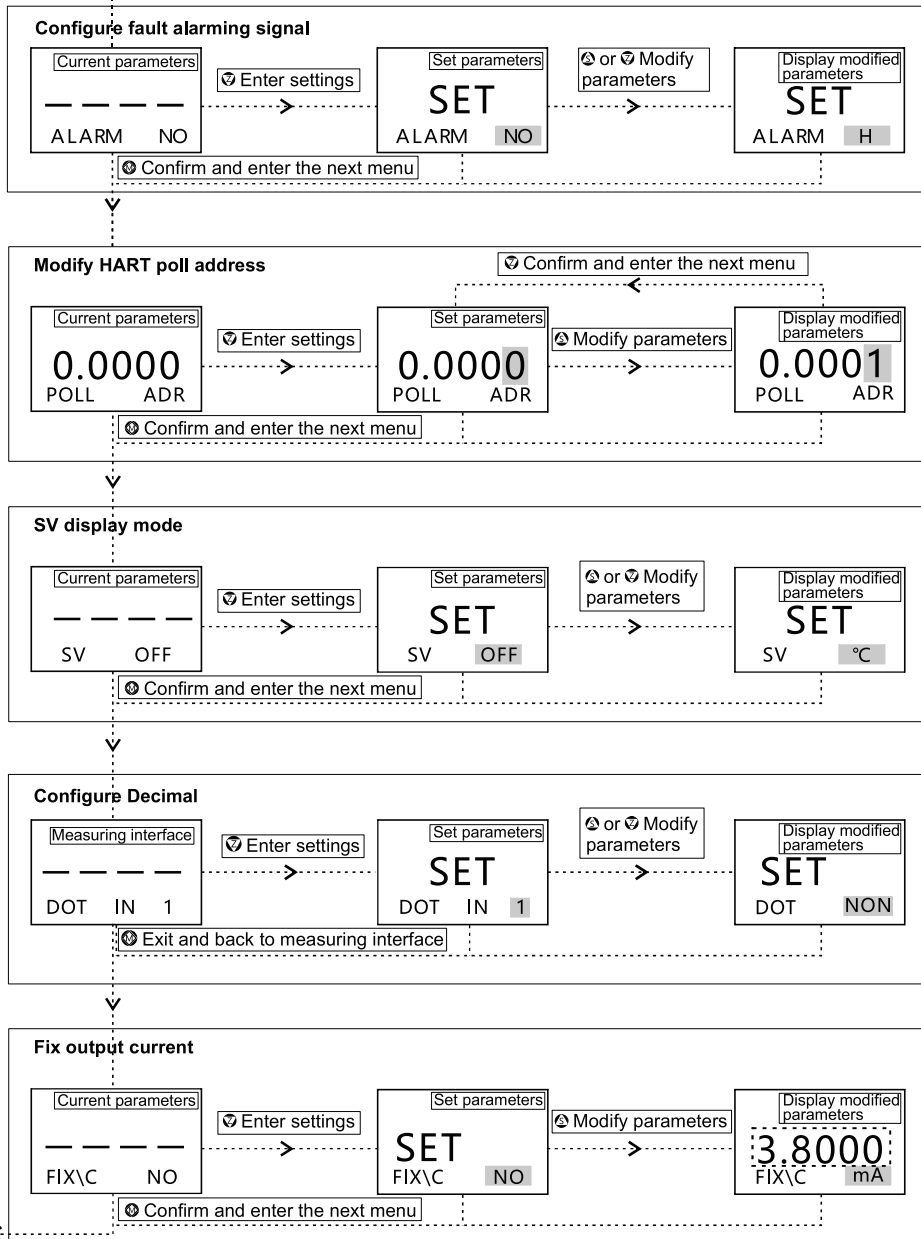 Configure fault alarming signal
Current parameters
— — — —
ALARM NO
Ⓩ Enter settings
Set parameters
SET
ALARM NO
Ⓢ or Ⓩ Modify
parameters
Display modified
parameters
SET
ALARM H
Ⓜ Confirm and enter the next menu
Modify HART poll address
Ⓩ Confirm and enter the next menu
Current parameters
0.0000
POLL ADR
Ⓩ Enter settings
Set parameters
0.0000
POLL ADR
Ⓢ Modify parameters
Display modified
parameters
0.0001
POLL ADR
Ⓜ Confirm and enter the next menu
SV display mode
Current parameters
— — — —
SV OFF
Ⓩ Enter settings
Set parameters
SET
SV OFF
Ⓢ or Ⓩ Modify
parameters
Display modified
parameters
SET
SV ℃
Ⓜ Confirm and enter the next menu
Configure Decimal
Measuring interface
— — — —
DOT IN 1
Ⓩ Enter settings
Set parameters
SET
DOT IN 1
Ⓢ or Ⓩ Modify
parameters
Display modified
parameters
SET
DOT NON
Ⓜ Exit and back to measuring interface
Fix output current
Current parameters
— — — —
FIX\C NO
Ⓩ Enter settings
Set parameters
SET
FIX\C NO
Ⓢ Modify parameters
Display modified
parameters
3.8000
FIX\C mA
Ⓜ Confirm and enter the next menu